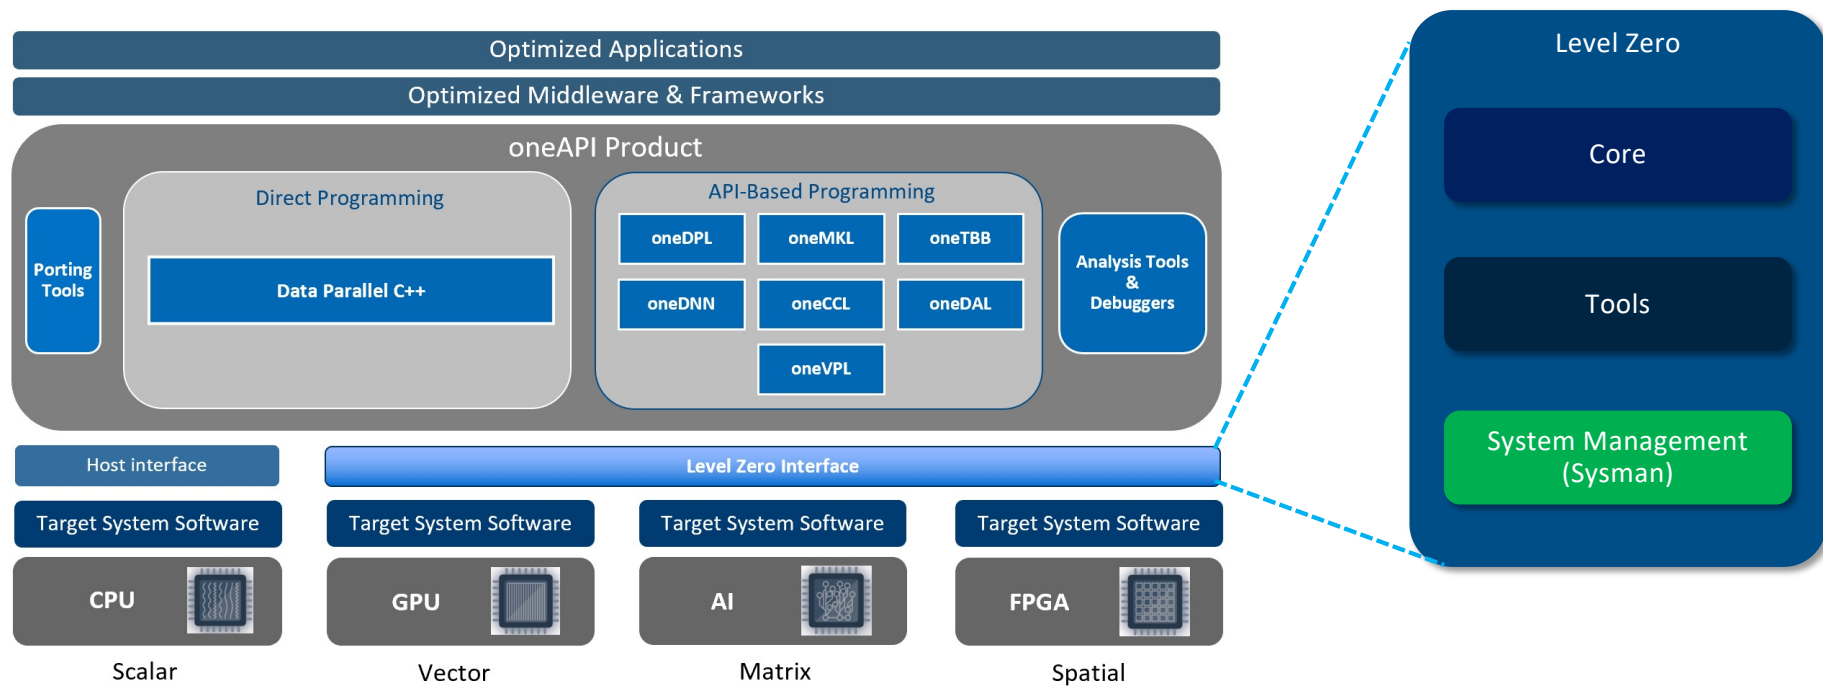 Optimized Applications
Optimized Middleware & Frameworks
oneAPI Product
Porting
Tools
Direct Programming
Data Parallel C++
API-Based Programming
oneDPL
oneMKL
oneTBB
oneDNN
oneCCL
oneDAL
oneVPL
Analysis Tools
&
Debuggers
Host interface
Level Zero Interface
Target System Software
Target System Software
Target System Software
Target System Software
CPU
GPU
AI
FPGA
Scalar
Vector
Matrix
Spatial
Level Zero
Core
Tools
System Management
(Sysman)